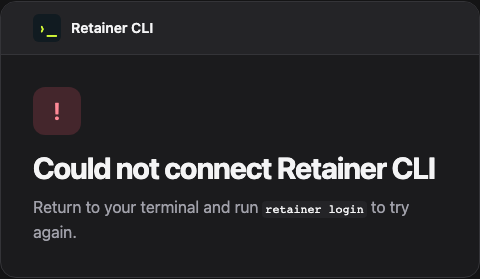 Retainer CLI
Could not connect Retainer CLI
Return to your terminal and run retainer login to try
again.